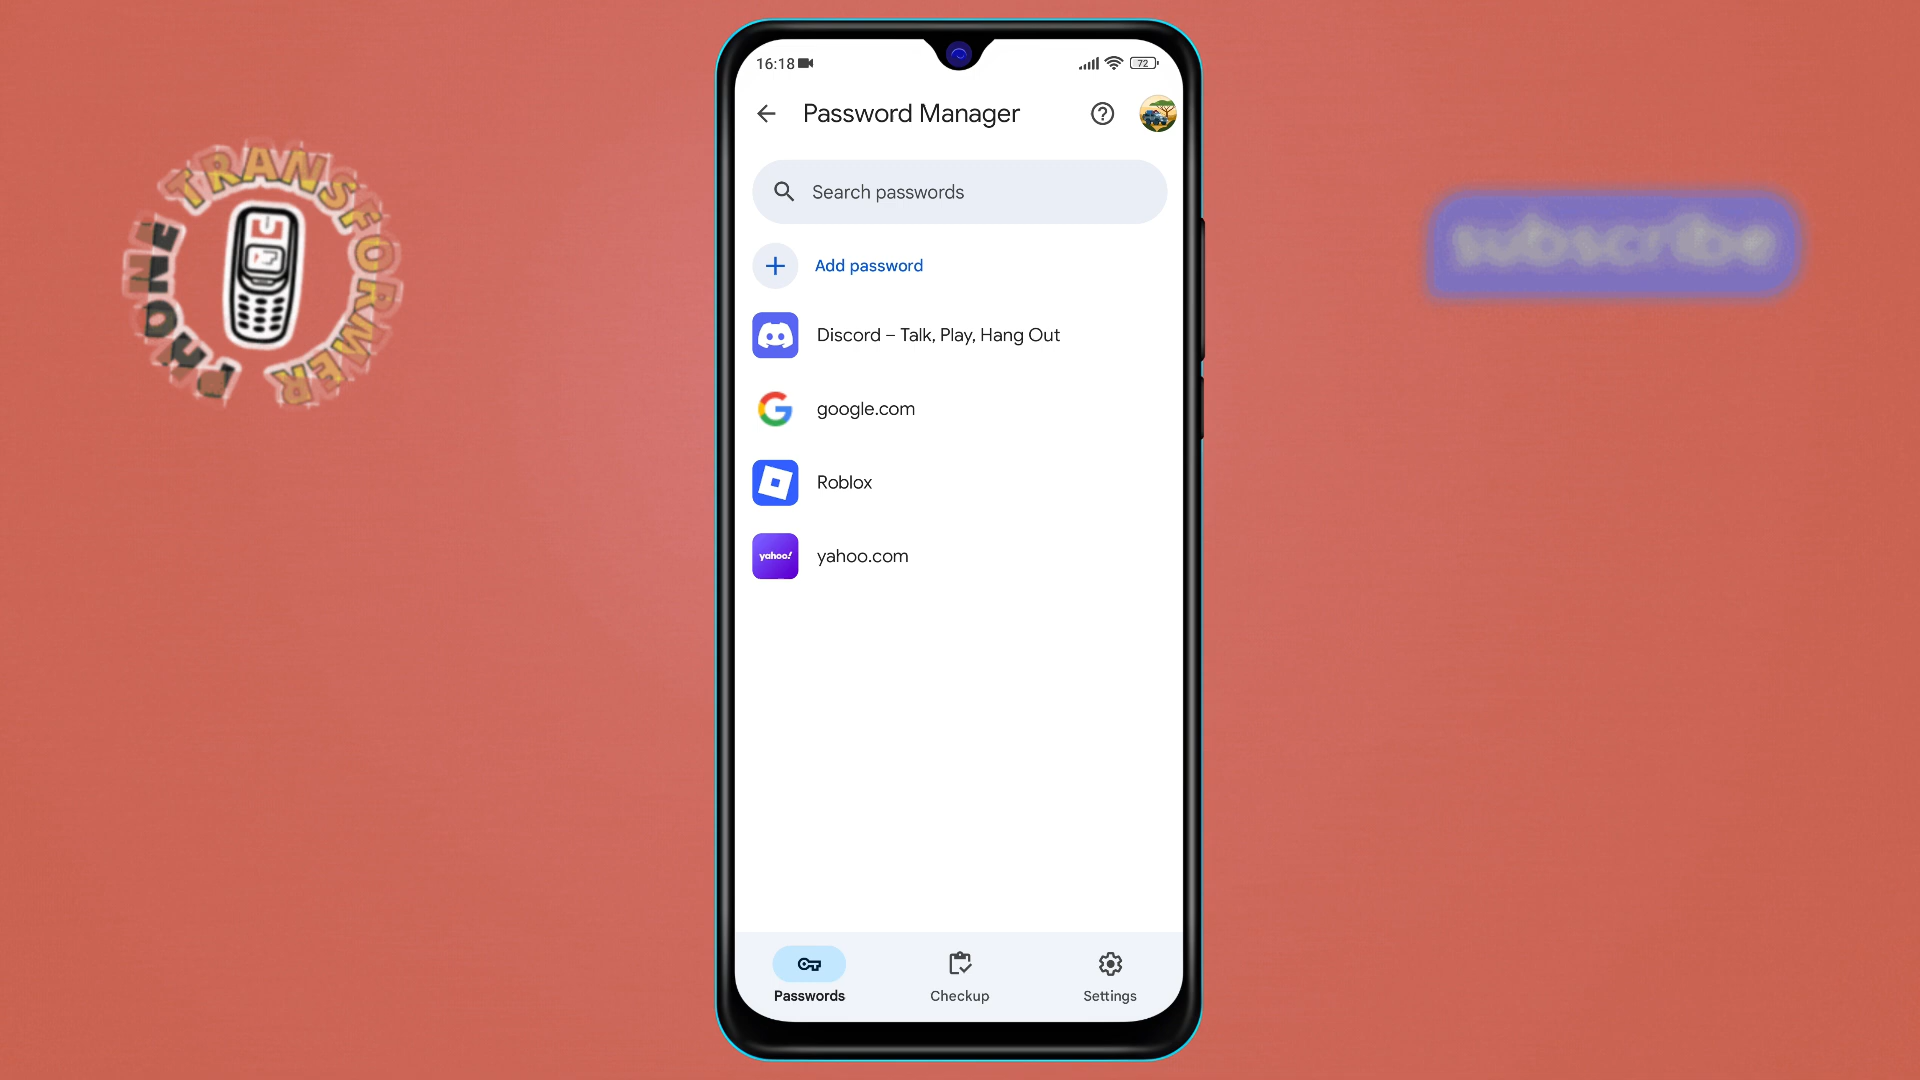 PHONE TRANSFORMER
subscribe
16:18
72
Password Manager
Search passwords
Add password
Discord – Talk, Play, Hang Out
google.com
Roblox
yahoo!
yahoo.com
Passwords
Checkup
Settings